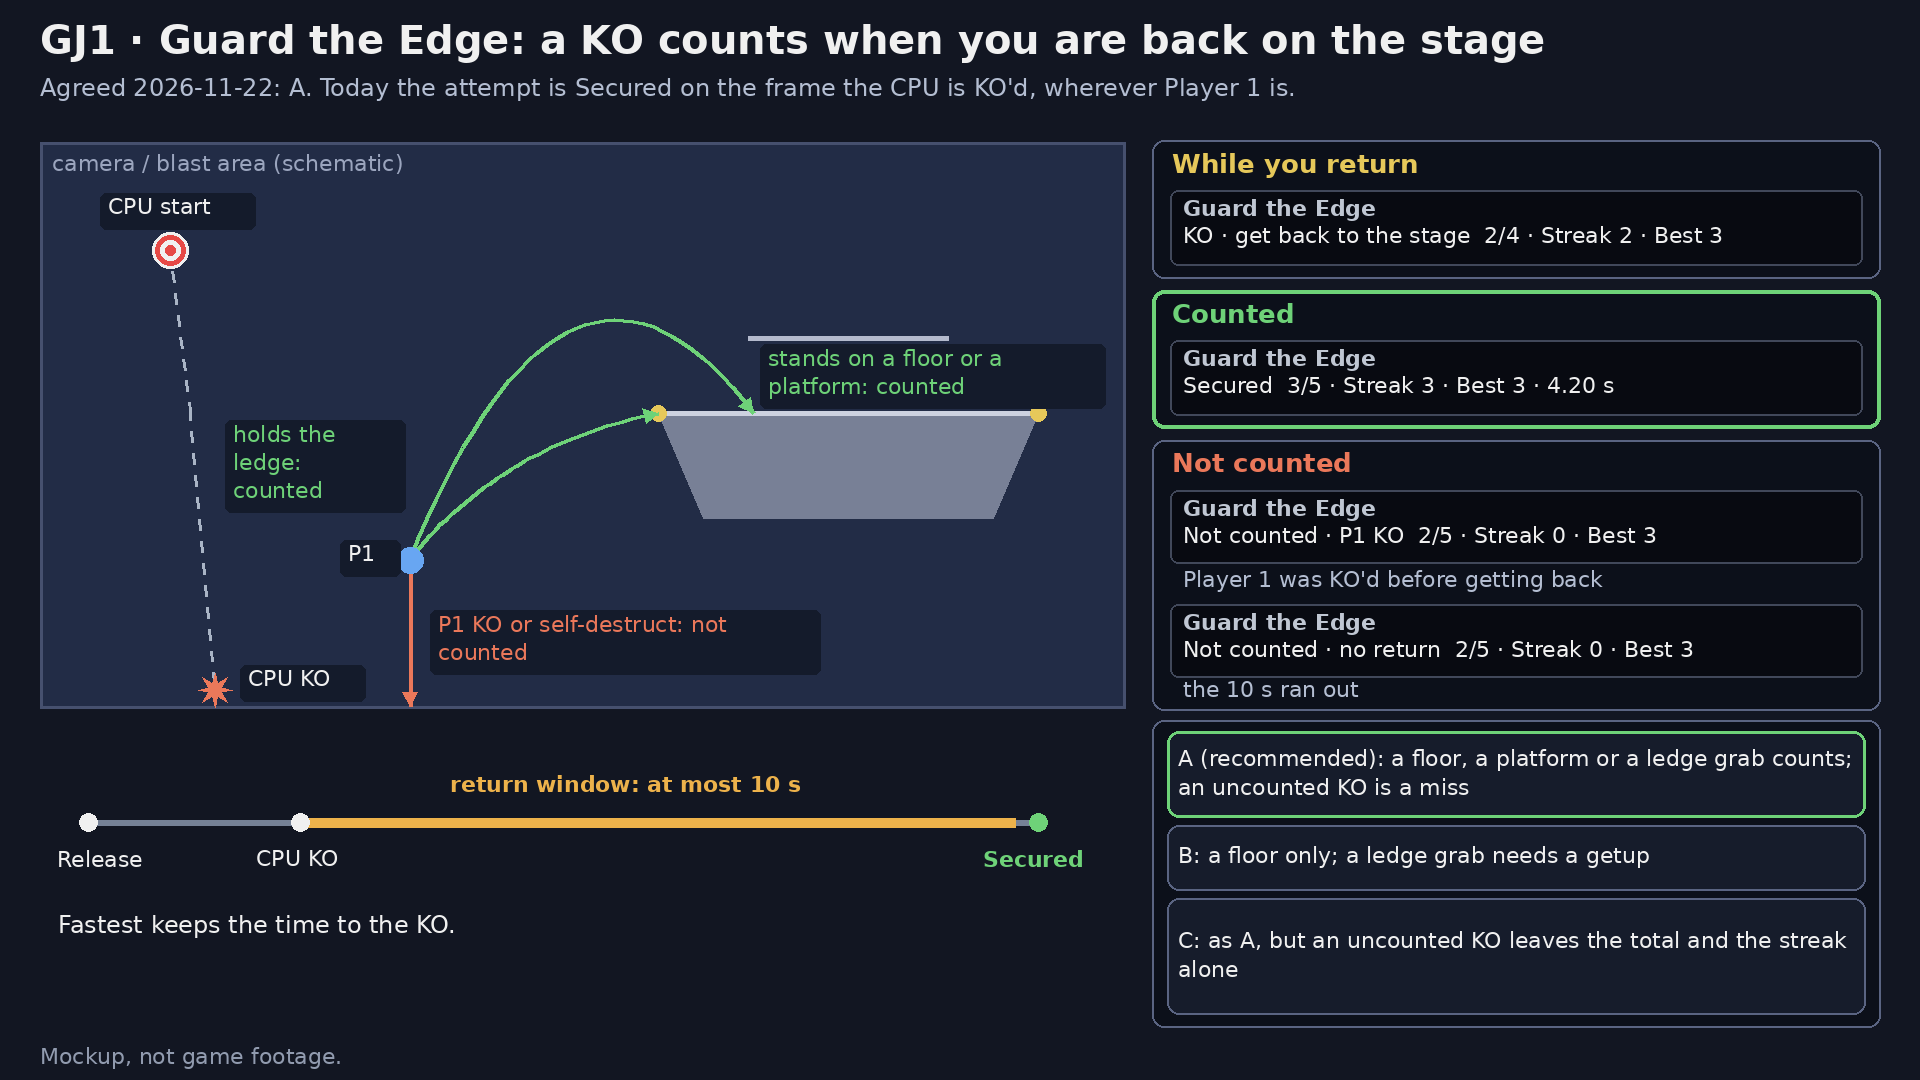 GJ1 · Guard the Edge: a KO counts when you are back on the stage
Agreed 2026-11-22: A. Today the attempt is Secured on the frame the CPU is KO'd, wherever Player 1 is.
camera / blast area (schematic)
CPU start
stands on a floor or a
platform: counted
holds the
ledge:
counted
P1
P1 KO or self-destruct: not
counted
CPU KO
return window: at most 10 s
Release
CPU KO
Secured
Fastest keeps the time to the KO.
While you return
Guard the Edge
KO · get back to the stage  2/4 · Streak 2 · Best 3
Counted
Guard the Edge
Secured  3/5 · Streak 3 · Best 3 · 4.20 s
Not counted
Guard the Edge
Not counted · P1 KO  2/5 · Streak 0 · Best 3
Player 1 was KO'd before getting back
Guard the Edge
Not counted · no return  2/5 · Streak 0 · Best 3
the 10 s ran out
A (recommended): a floor, a platform or a ledge grab counts;
an uncounted KO is a miss
B: a floor only; a ledge grab needs a getup
C: as A, but an uncounted KO leaves the total and the streak
alone
Mockup, not game footage.